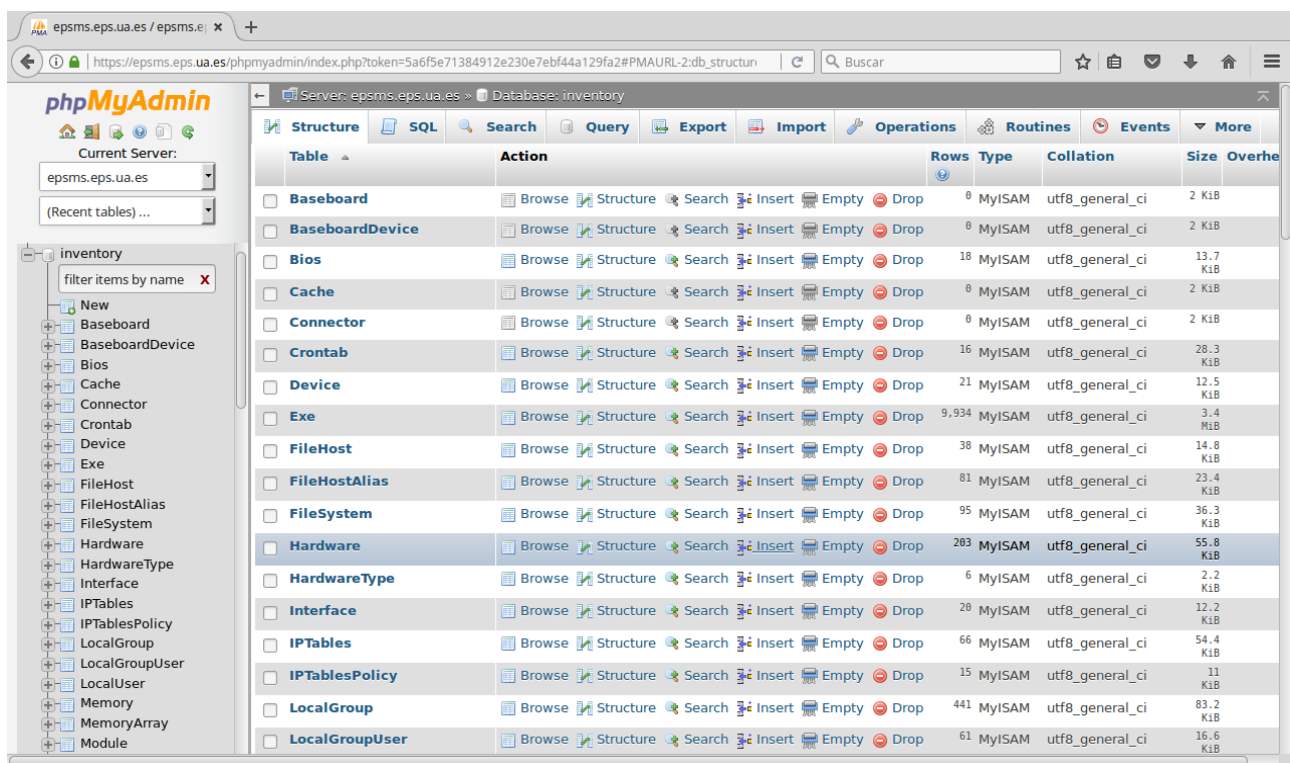 epsms.eps.ua.es / epsms.e
https://epsms.eps.ua.es/phpmyadmin/index.php?token=5a6f5e71384912e230e7ebf44a129fa2#PMAURL-2:db_structur
Buscar
phpMyAdmin
Current Server:
epsms.eps.ua.es
(Recent tables) ...
inventory
filter items by name X
New
Baseboard
BaseboardDevice
Bios
Cache
Connector
Crontab
Device
Exe
FileHost
FileHostAlias
FileSystem
Hardware
HardwareType
Interface
IPTables
IPTablesPolicy
LocalGroup
LocalGroupUser
LocalUser
Memory
MemoryArray
Module
Server: epsms.eps.ua.es » Database: inventory
Structure SQL Search Query Export Import Operations Routines Events More
Table Action Rows Type Collation Size Overhe
Baseboard Browse Structure Search Insert Empty Drop 0 MyISAM utf8_general_ci 2 KiB
BaseboardDevice Browse Structure Search Insert Empty Drop 0 MyISAM utf8_general_ci 2 KiB
Bios Browse Structure Search Insert Empty Drop 18 MyISAM utf8_general_ci 13.7 KiB
Cache Browse Structure Search Insert Empty Drop 0 MyISAM utf8_general_ci 2 KiB
Connector Browse Structure Search Insert Empty Drop 0 MyISAM utf8_general_ci 2 KiB
Crontab Browse Structure Search Insert Empty Drop 16 MyISAM utf8_general_ci 28.3 KiB
Device Browse Structure Search Insert Empty Drop 21 MyISAM utf8_general_ci 12.5 KiB
Exe Browse Structure Search Insert Empty Drop 9,934 MyISAM utf8_general_ci 3.4 MiB
FileHost Browse Structure Search Insert Empty Drop 38 MyISAM utf8_general_ci 14.8 KiB
FileHostAlias Browse Structure Search Insert Empty Drop 81 MyISAM utf8_general_ci 23.4 KiB
FileSystem Browse Structure Search Insert Empty Drop 95 MyISAM utf8_general_ci 36.3 KiB
Hardware Browse Structure Search Insert Empty Drop 203 MyISAM utf8_general_ci 55.8 KiB
HardwareType Browse Structure Search Insert Empty Drop 6 MyISAM utf8_general_ci 2.2 KiB
Interface Browse Structure Search Insert Empty Drop 20 MyISAM utf8_general_ci 12.2 KiB
IPTables Browse Structure Search Insert Empty Drop 66 MyISAM utf8_general_ci 54.4 KiB
IPTablesPolicy Browse Structure Search Insert Empty Drop 15 MyISAM utf8_general_ci 11 KiB
LocalGroup Browse Structure Search Insert Empty Drop 441 MyISAM utf8_general_ci 83.2 KiB
LocalGroupUser Browse Structure Search Insert Empty Drop 61 MyISAM utf8_general_ci 16.6 KiB